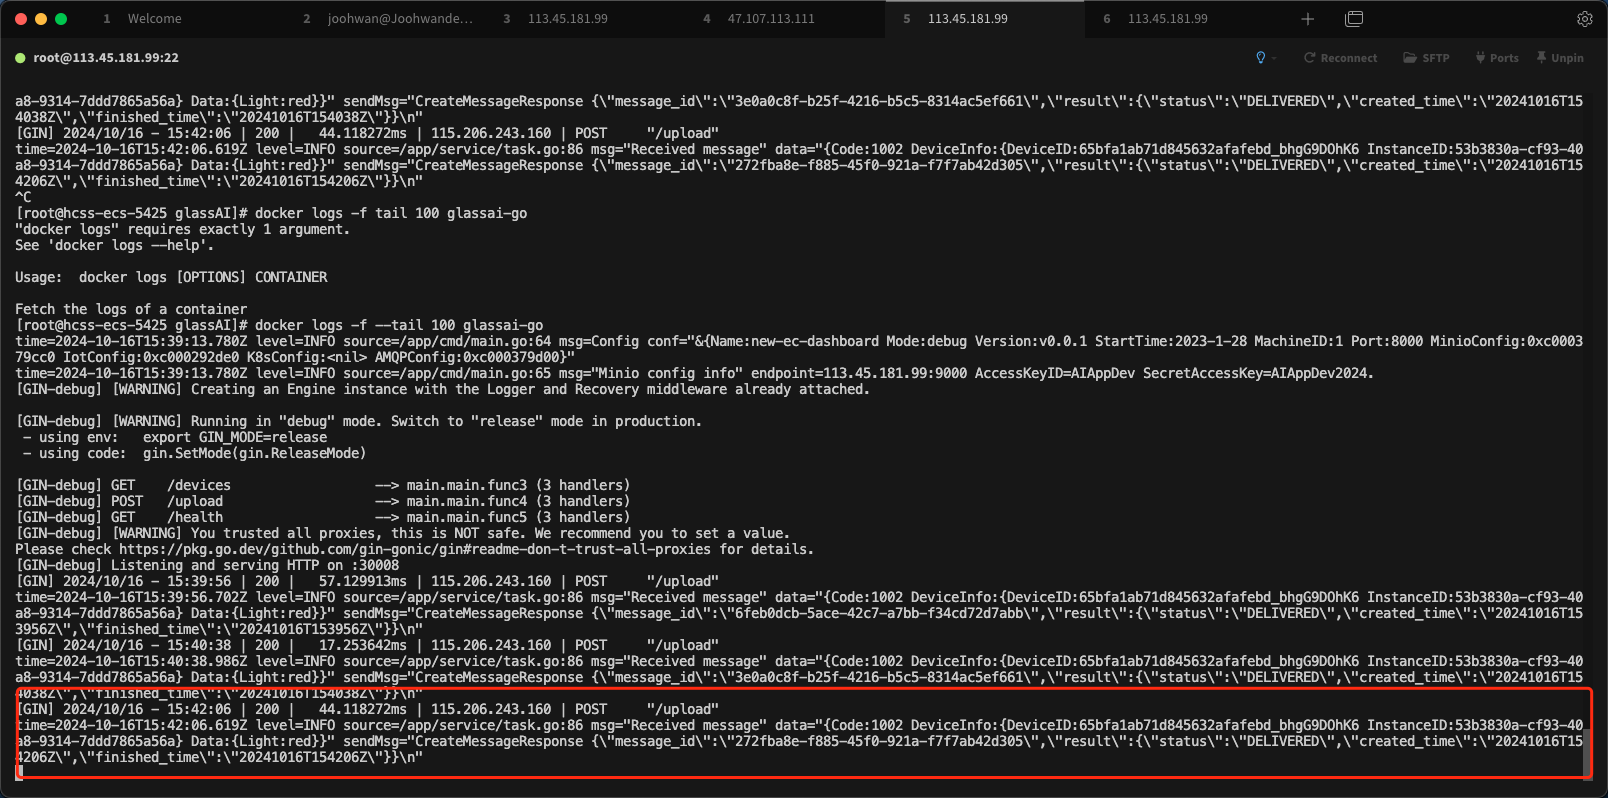 1 Welcome 2 joohwan@Joohwande... 3 113.45.181.99 4 47.107.113.111 5 113.45.181.99 6 113.45.181.99
root@113.45.181.99:22 Reconnect SFTP Ports Unpin
a8-9314-7ddd7865a56a} Data:{Light:red}}" sendMsg="CreateMessageResponse {\"message_id\":\"3e0a0c8f-b25f-4216-b5c5-8314ac5ef661\",\"result\":{\"status\":\"DELIVERED\",\"created_time\":\"20241016T15
4038Z\",\"finished_time\":\"20241016T154038Z\"}}\n"
[GIN] 2024/10/16 - 15:42:06 | 200 |   44.118272ms | 115.206.243.160 | POST     "/upload"
time=2024-10-16T15:42:06.619Z level=INFO source=/app/service/task.go:86 msg="Received message" data="{Code:1002 DeviceInfo:{DeviceID:65bfa1ab71d845632afafebd_bhgG9DOhK6 InstanceID:53b3830a-cf93-40
a8-9314-7ddd7865a56a} Data:{Light:red}}" sendMsg="CreateMessageResponse {\"message_id\":\"272fba8e-f885-45f0-921a-f7f7ab42d305\",\"result\":{\"status\":\"DELIVERED\",\"created_time\":\"20241016T15
4206Z\",\"finished_time\":\"20241016T154206Z\"}}\n"
^C
[root@hcss-ecs-5425 glassAI]# docker logs -f tail 100 glassai-go
"docker logs" requires exactly 1 argument.
See 'docker logs --help'.
Usage:  docker logs [OPTIONS] CONTAINER
Fetch the logs of a container
[root@hcss-ecs-5425 glassAI]# docker logs -f --tail 100 glassai-go
time=2024-10-16T15:39:13.780Z level=INFO source=/app/cmd/main.go:64 msg=Config conf="&{Name:new-ec-dashboard Mode:debug Version:v0.0.1 StartTime:2023-1-28 MachineID:1 Port:8000 MinioConfig:0xc0003
79cc0 IotConfig:0xc000292de0 K8sConfig:<nil> AMQPConfig:0xc000379d00}"
time=2024-10-16T15:39:13.780Z level=INFO source=/app/cmd/main.go:65 msg="Minio config info" endpoint=113.45.181.99:9000 AccessKeyID=AIAppDev SecretAccessKey=AIAppDev2024.
[GIN-debug] [WARNING] Creating an Engine instance with the Logger and Recovery middleware already attached.
[GIN-debug] [WARNING] Running in "debug" mode. Switch to "release" mode in production.
 - using env:   export GIN_MODE=release
 - using code:  gin.SetMode(gin.ReleaseMode)
[GIN-debug] GET    /devices                  --> main.main.func3 (3 handlers)
[GIN-debug] POST   /upload                   --> main.main.func4 (3 handlers)
[GIN-debug] GET    /health                   --> main.main.func5 (3 handlers)
[GIN-debug] [WARNING] You trusted all proxies, this is NOT safe. We recommend you to set a value.
Please check https://pkg.go.dev/github.com/gin-gonic/gin#readme-don-t-trust-all-proxies for details.
[GIN-debug] Listening and serving HTTP on :30008
[GIN] 2024/10/16 - 15:39:56 | 200 |   57.129913ms | 115.206.243.160 | POST     "/upload"
time=2024-10-16T15:39:56.702Z level=INFO source=/app/service/task.go:86 msg="Received message" data="{Code:1002 DeviceInfo:{DeviceID:65bfa1ab71d845632afafebd_bhgG9DOhK6 InstanceID:53b3830a-cf93-40
a8-9314-7ddd7865a56a} Data:{Light:red}}" sendMsg="CreateMessageResponse {\"message_id\":\"6feb0dcb-5ace-42c7-a7bb-f34cd72d7abb\",\"result\":{\"status\":\"DELIVERED\",\"created_time\":\"20241016T15
3956Z\",\"finished_time\":\"20241016T153956Z\"}}\n"
[GIN] 2024/10/16 - 15:40:38 | 200 |   17.253642ms | 115.206.243.160 | POST     "/upload"
time=2024-10-16T15:40:38.986Z level=INFO source=/app/service/task.go:86 msg="Received message" data="{Code:1002 DeviceInfo:{DeviceID:65bfa1ab71d845632afafebd_bhgG9DOhK6 InstanceID:53b3830a-cf93-40
a8-9314-7ddd7865a56a} Data:{Light:red}}" sendMsg="CreateMessageResponse {\"message_id\":\"3e0a0c8f-b25f-4216-b5c5-8314ac5ef661\",\"result\":{\"status\":\"DELIVERED\",\"created_time\":\"20241016T15
4038Z\",\"finished_time\":\"20241016T154038Z\"}}\n"
[GIN] 2024/10/16 - 15:42:06 | 200 |   44.118272ms | 115.206.243.160 | POST     "/upload"
time=2024-10-16T15:42:06.619Z level=INFO source=/app/service/task.go:86 msg="Received message" data="{Code:1002 DeviceInfo:{DeviceID:65bfa1ab71d845632afafebd_bhgG9DOhK6 InstanceID:53b3830a-cf93-40
a8-9314-7ddd7865a56a} Data:{Light:red}}" sendMsg="CreateMessageResponse {\"message_id\":\"272fba8e-f885-45f0-921a-f7f7ab42d305\",\"result\":{\"status\":\"DELIVERED\",\"created_time\":\"20241016T15
4206Z\",\"finished_time\":\"20241016T154206Z\"}}\n"